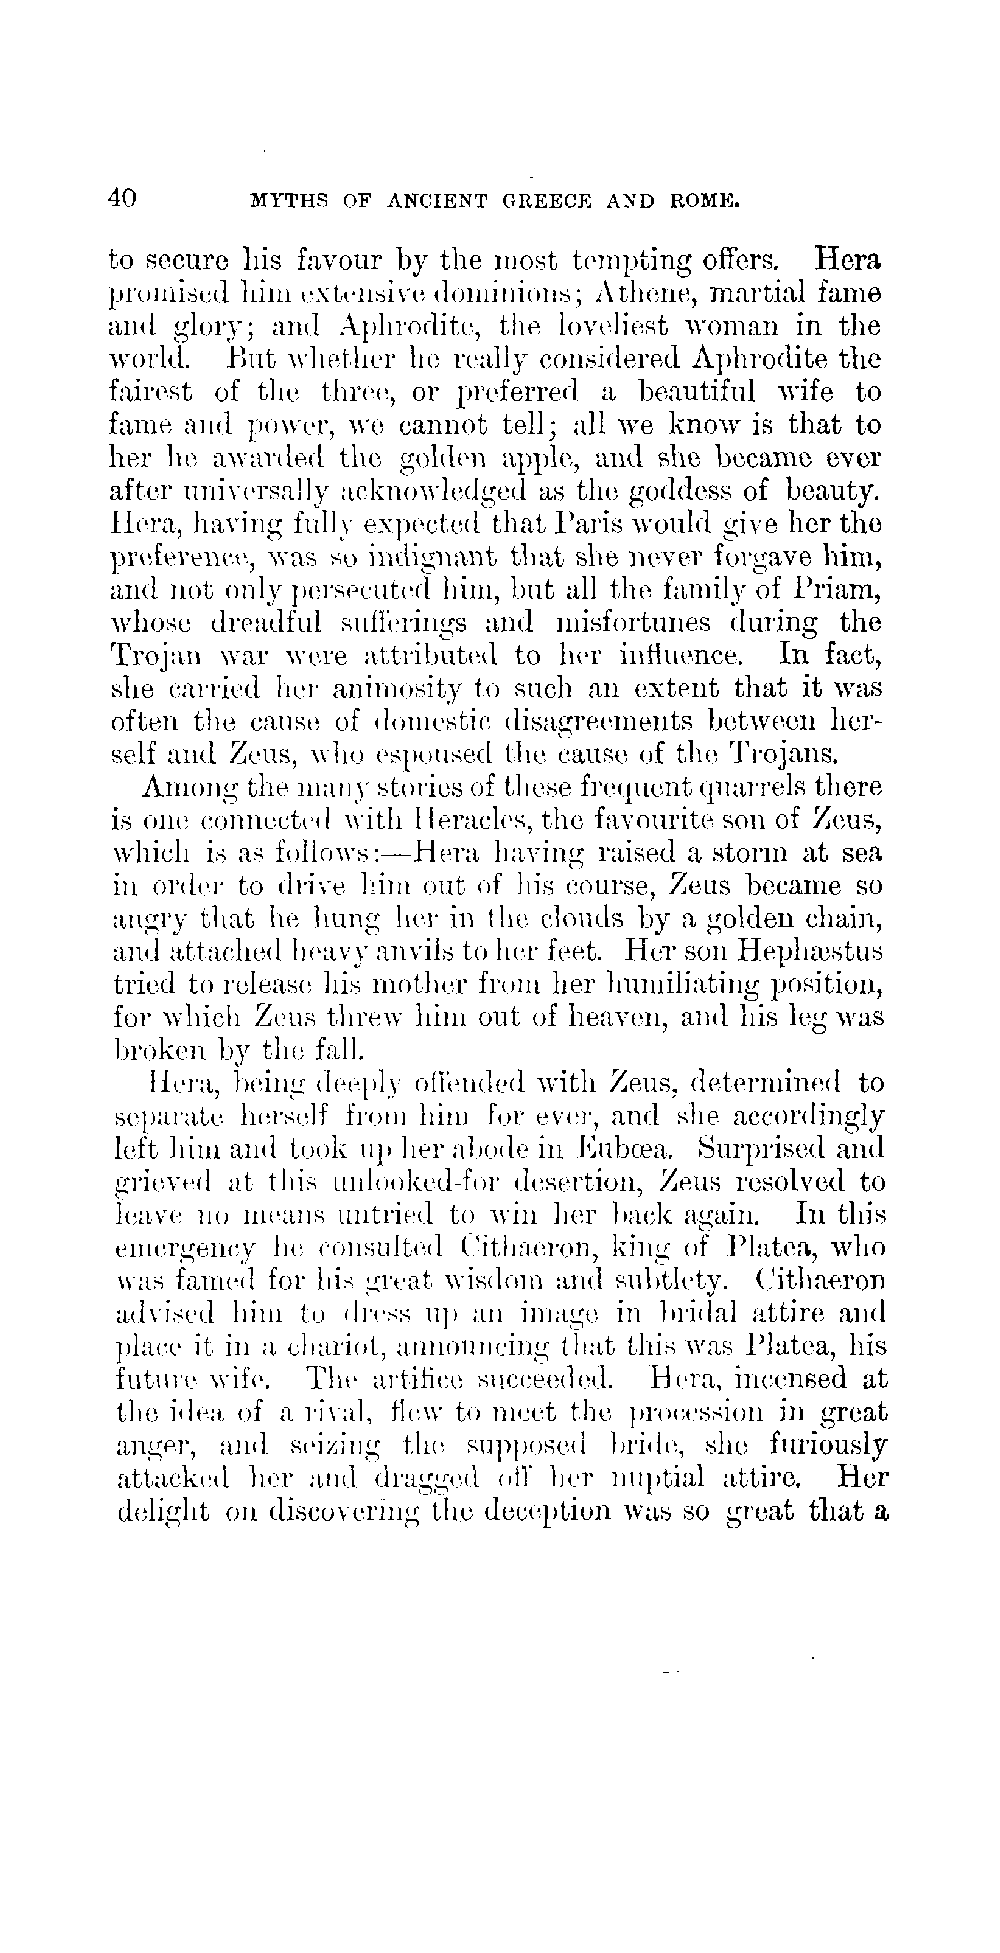 40 MYTHS OF ANCIENT GREECE AND ROME.
to secure his favour by the most tempting offers. Hera
promised him extensive dominions; Athene, martial fame
and glory; and Aphrodite, the loveliest woman in the
world. But whether he really considered Aphrodite the
fairest of the three, or preferred a beautiful wife to
fame and power, we cannot tell; all we know is that to
her he awarded the golden apple, and she became ever
after universally acknowledged as the goddess of beauty.
Hera, having fully expected that Paris would give her the
preference, was so indignant that she never forgave him,
and not only persecuted him, but all the family of Priam,
whose dreadful sufferings and misfortunes during the
Trojan war were attributed to her influence. In fact,
she carried her animosity to such an extent that it was
often the cause of domestic disagreements between her-
self and Zeus, who espoused the cause of the Trojans.
Among the many stories of these frequent quarrels there
is one connected with Heracles, the favourite son of Zeus,
which is as follows:—Hera having raised a storm at sea
in order to drive him out of his course, Zeus became so
angry that he hung her in the clouds by a golden chain,
and attached heavy anvils to her feet. Her son Hephæstus
tried to release his mother from her humiliating position,
for which Zeus threw him out of heaven, and his leg was
broken by the fall.
Hera, being deeply offended with Zeus, determined to
separate herself from him for ever, and she accordingly
left him and took up her abode in Eubœa. Surprised and
grieved at this unlooked-for desertion, Zeus resolved to
leave no means untried to win her back again. In this
emergency he consulted Cithaeron, king of Platea, who
was famed for his great wisdom and subtlety. Cithaeron
advised him to dress up an image in bridal attire and
place it in a chariot, announcing that this was Platea, his
future wife. The artifice succeeded. Hera, incensed at
the idea of a rival, flew to meet the procession in great
anger, and seizing the supposed bride, she furiously
attacked her and dragged off her nuptial attire. Her
delight on discovering the deception was so great that a